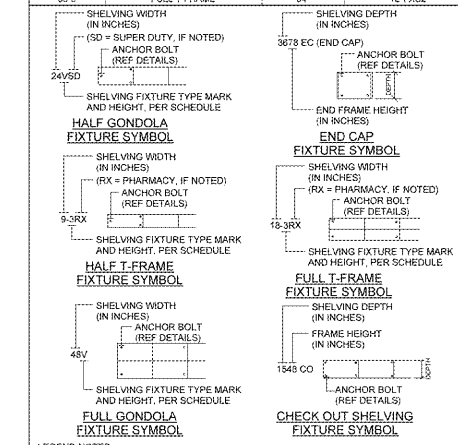 SHELVING WIDTH
(IN INCHES)
(SD = SUPER DUTY, IF NOTED)
ANCHOR BOLT
(REF DETAILS)
24VSD
SHELVING FIXTURE TYPE MARK
AND HEIGHT, PER SCHEDULE
HALF GONDOLA
FIXTURE SYMBOL
SHELVING DEPTH
(IN INCHES)
3678 EC (END CAP)
ANCHOR BOLT
(REF DETAILS)
DEPTH
END FRAME HEIGHT
(IN INCHES)
END CAP
FIXTURE SYMBOL
SHELVING WIDTH
(IN INCHES)
(RX = PHARMACY, IF NOTED)
ANCHOR BOLT
(REF DETAILS)
9-3RX
SHELVING FIXTURE TYPE MARK
AND HEIGHT, PER SCHEDULE
HALF T-FRAME
FIXTURE SYMBOL
SHELVING WIDTH
(IN INCHES)
(RX = PHARMACY, IF NOTED)
ANCHOR BOLT
(REF DETAILS)
18-3RX
SHELVING FIXTURE TYPE MARK
AND HEIGHT, PER SCHEDULE
FULL T-FRAME
FIXTURE SYMBOL
SHELVING WIDTH
(IN INCHES)
ANCHOR BOLT
(REF DETAILS)
48V
SHELVING FIXTURE TYPE MARK
AND HEIGHT, PER SCHEDULE
FULL GONDOLA
FIXTURE SYMBOL
SHELVING DEPTH
(IN INCHES)
FRAME HEIGHT
(IN INCHES)
1548 CO
DEPTH
ANCHOR BOLT
(REF DETAILS)
CHECK OUT SHELVING
FIXTURE SYMBOL